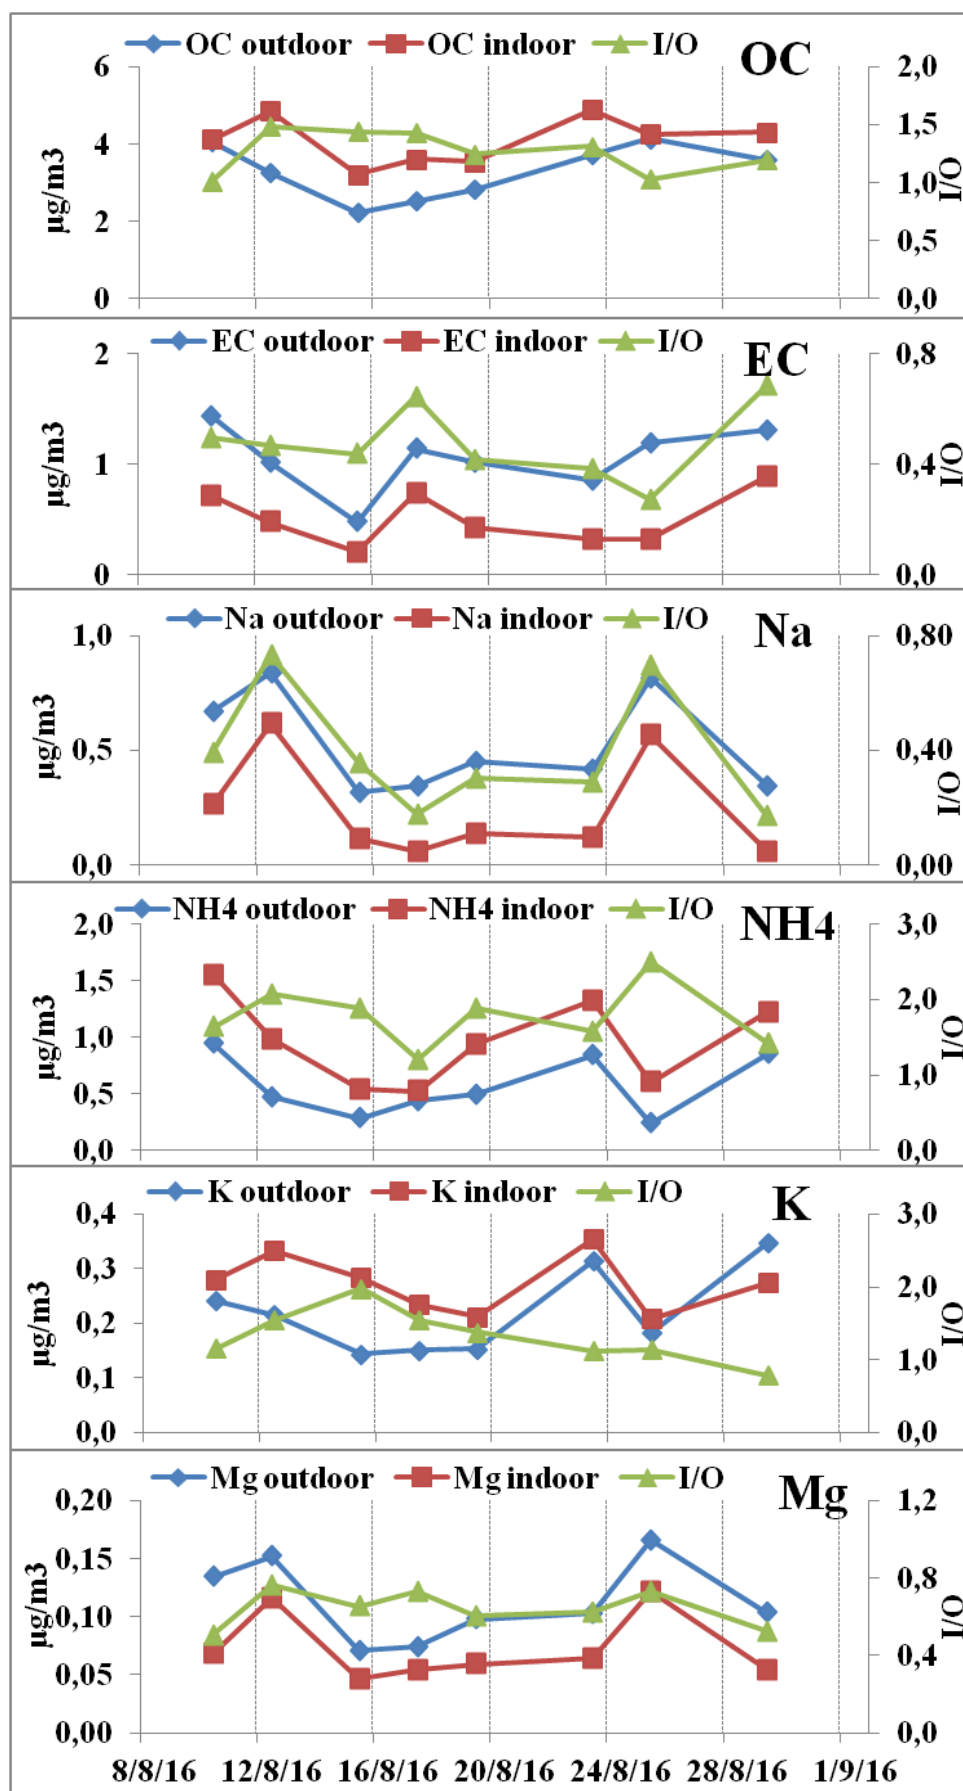 OC outdoor OC indoor I/O OC
6 2,0
4 1,5
1,0
2 0,5
0 0,0
µg/m3 I/O
EC outdoor EC indoor I/O EC
2 0,8
1 0,4
0 0,0
µg/m3 I/O
Na outdoor Na indoor I/O Na
1,0 0,80
0,5 0,40
0,0 0,00
µg/m3 I/O
NH4 outdoor NH4 indoor I/O NH4
2,0 3,0
1,5 2,0
1,0
0,5 1,0
0,0 0,0
µg/m3 I/O
K outdoor K indoor I/O K
0,4 3,0
0,3 2,0
0,2
0,1 1,0
0,0 0,0
µg/m3 I/O
Mg outdoor Mg indoor I/O Mg
0,20 1,2
0,15 0,8
0,10
0,05 0,4
0,00 0,0
µg/m3 I/O
8/8/16 12/8/16 16/8/16 20/8/16 24/8/16 28/8/16 1/9/16